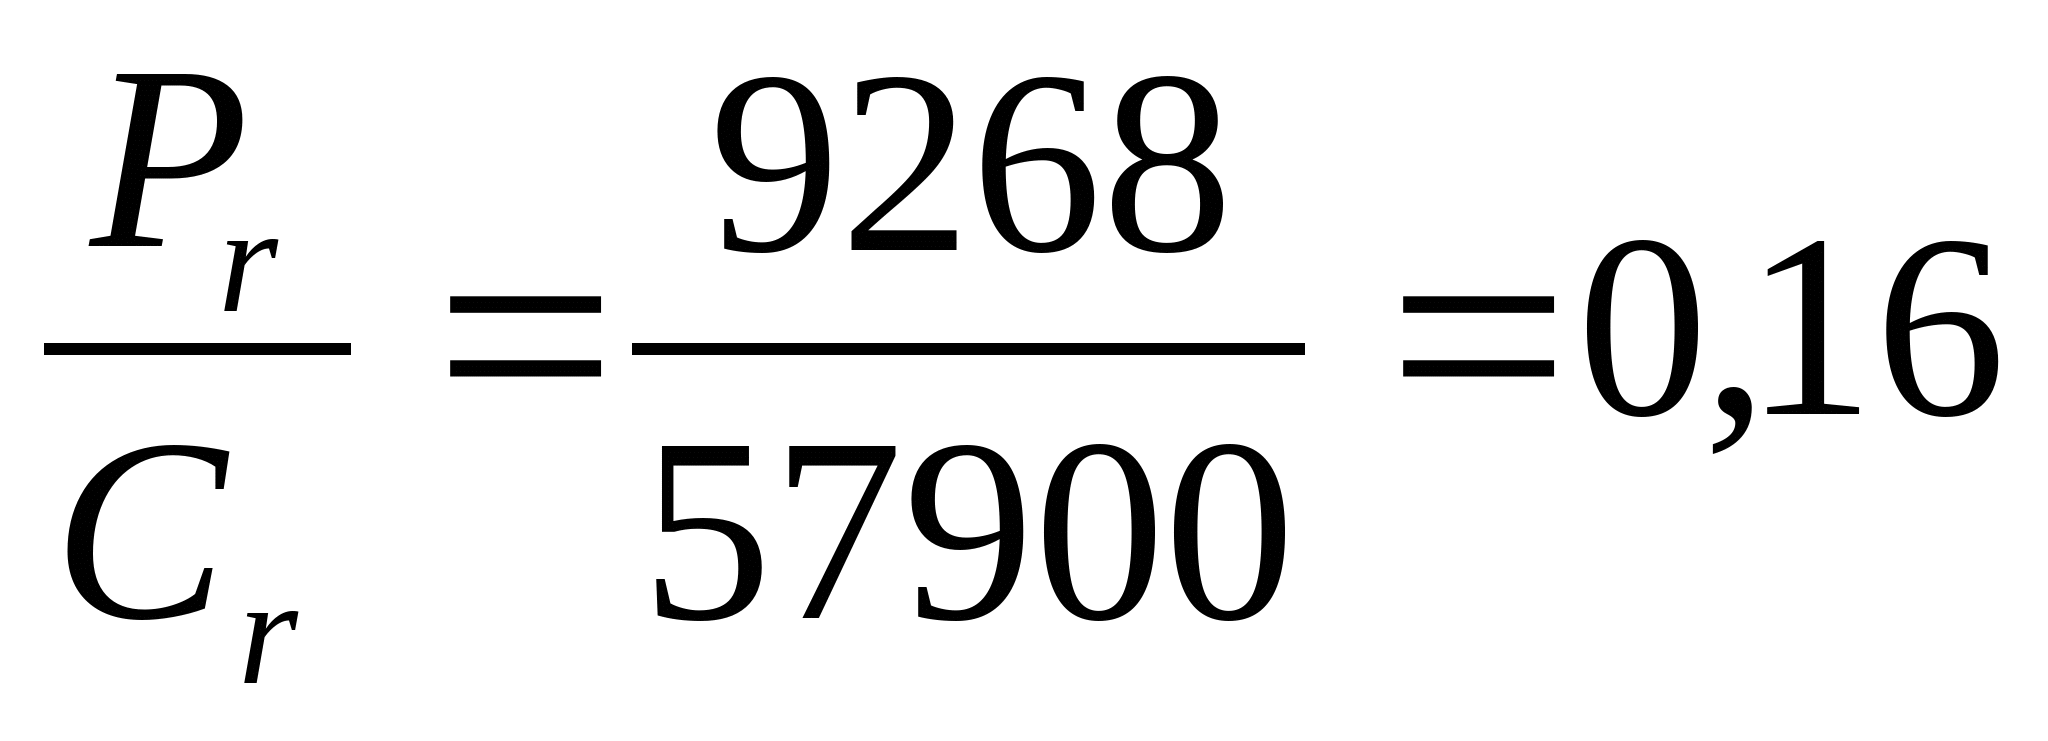 P_r / C_r = 9268 / 57900 = 0,16